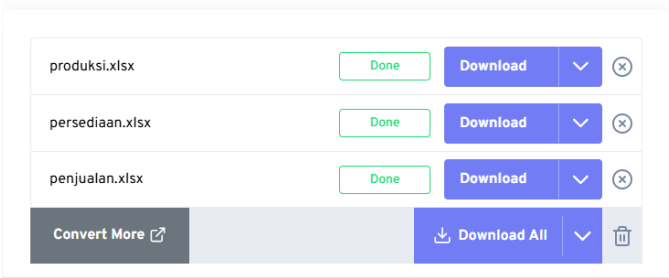 produksi.xlsx Done Download
persediaan.xlsx Done Download
penjualan.xlsx Done Download
Convert More Download All